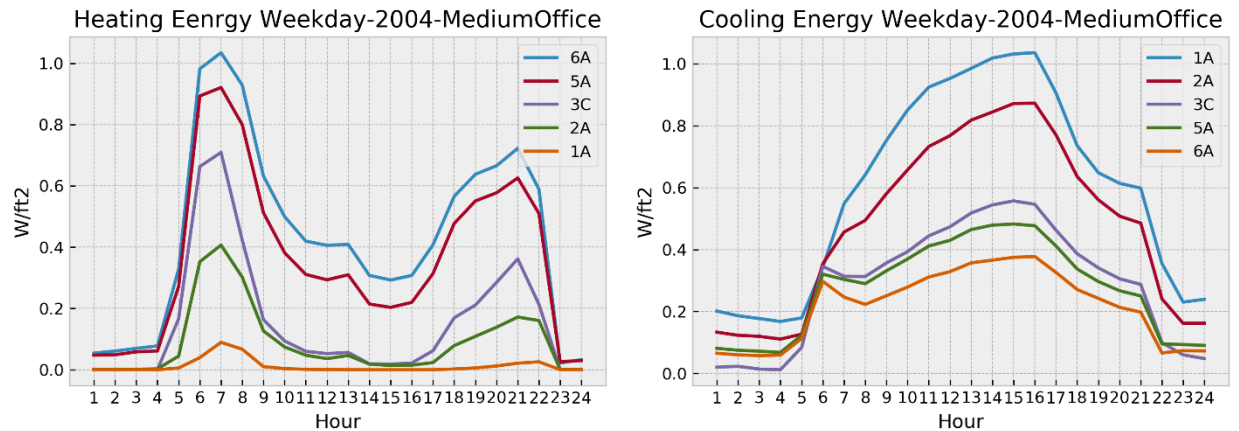 Heating Eenrgy Weekday-2004-MediumOffice
W/ft2
1.0
0.8
0.6
0.4
0.2
0.0
6A
5A
3C
2A
1A
1 2 3 4 5 6 7 8 9 10 11 12 13 14 15 16 17 18 19 20 21 22 23 24
Hour
Cooling Energy Weekday-2004-MediumOffice
W/ft2
1.0
0.8
0.6
0.4
0.2
0.0
1A
2A
3C
5A
6A
1 2 3 4 5 6 7 8 9 10 11 12 13 14 15 16 17 18 19 20 21 22 23 24
Hour